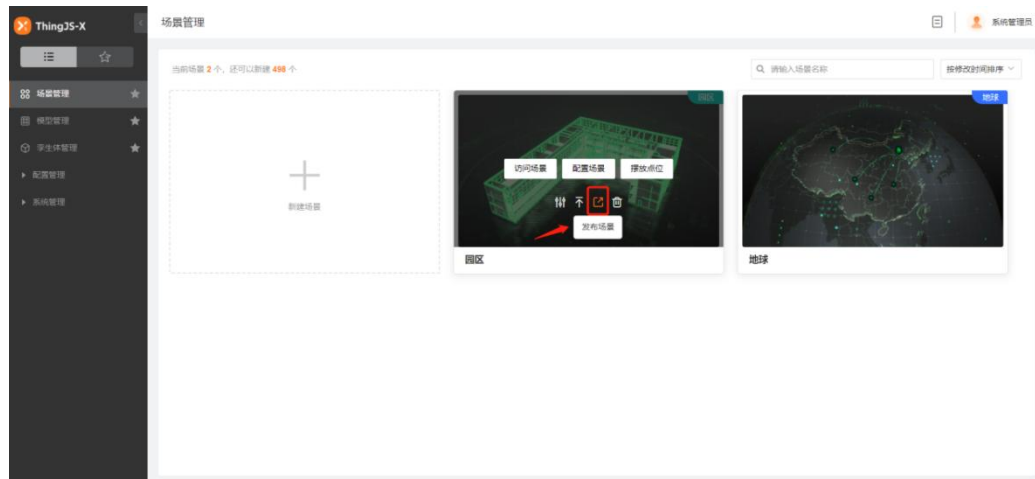 ThingJS-X
场景管理
系统管理员
当前场景 2 个，还可以新建 498 个
请输入场景名称
按修改时间排序
场景管理
模型管理
孪生体管理
配置管理
系统管理
新建场景
园区
访问场景
配置场景
摆放点位
发布场景
园区
地球
地球